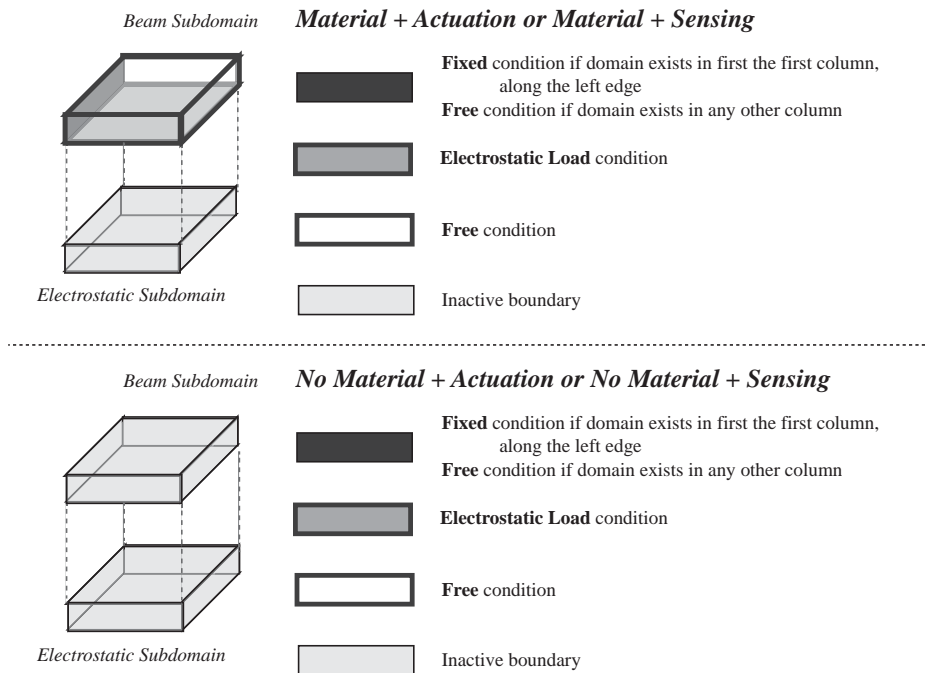 Beam Subdomain
Material + Actuation or Material + Sensing
Fixed condition if domain exists in first the first column,
along the left edge
Free condition if domain exists in any other column
Electrostatic Load condition
Free condition
Electrostatic Subdomain
Inactive boundary
Beam Subdomain
No Material + Actuation or No Material + Sensing
Fixed condition if domain exists in first the first column,
along the left edge
Free condition if domain exists in any other column
Electrostatic Load condition
Free condition
Electrostatic Subdomain
Inactive boundary